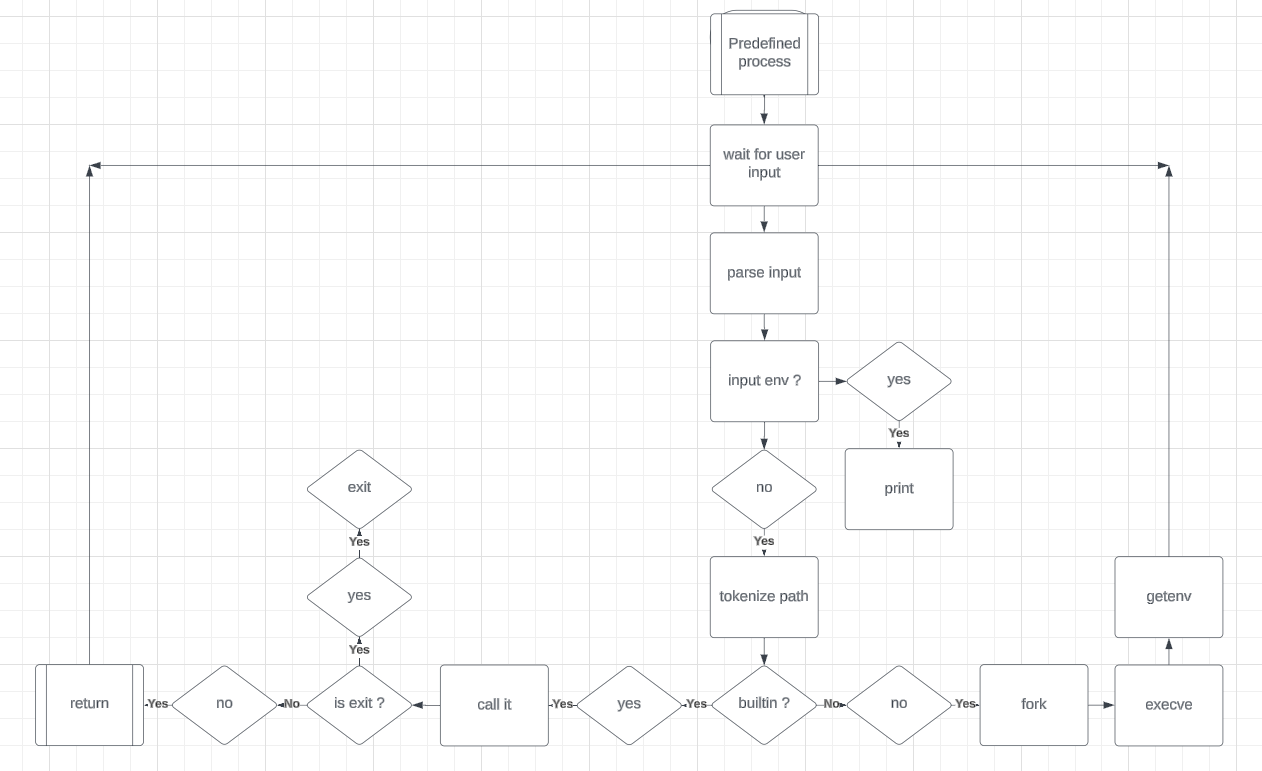 Predefined
process
wait for user
input
parse input
input env ?
yes
Yes
exit
no
print
Yes
Yes
yes
tokenize path
getenv
Yes
return
Yes
no
No
is exit ?
call it
Yes
yes
Yes
builtin ?
No
no
Yes
fork
execve